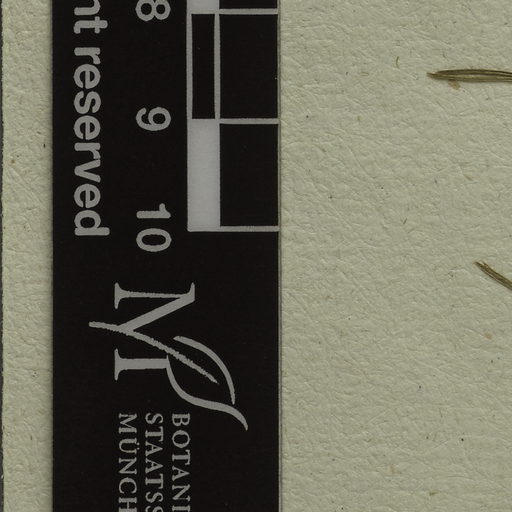 nt reserved
8
9
10
M
BOTANI
STAATSS
MÜNCH